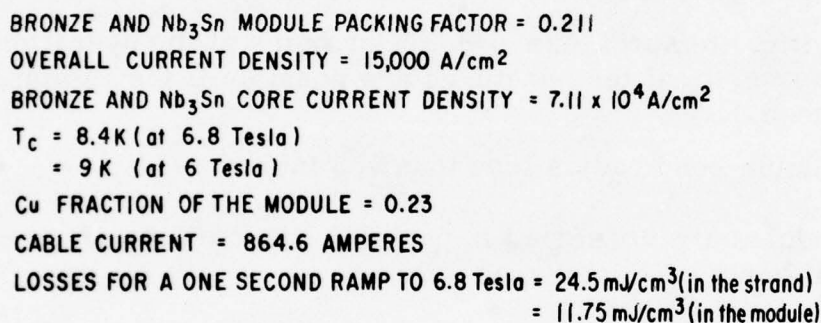 BRONZE AND Nb₃Sn MODULE PACKING FACTOR = 0.211
OVERALL CURRENT DENSITY = 15,000 A/cm²
BRONZE AND Nb₃Sn CORE CURRENT DENSITY = 7.11 x 10⁴ A/cm²
T_C = 8.4K (at 6.8 Tesla)
= 9 K (at 6 Tesla)
Cu FRACTION OF THE MODULE = 0.23
CABLE CURRENT = 864.6 AMPERES
LOSSES FOR A ONE SECOND RAMP TO 6.8 Tesla = 24.5 mJ/cm³ (in the strand)
= 11.75 mJ/cm³ (in the module)